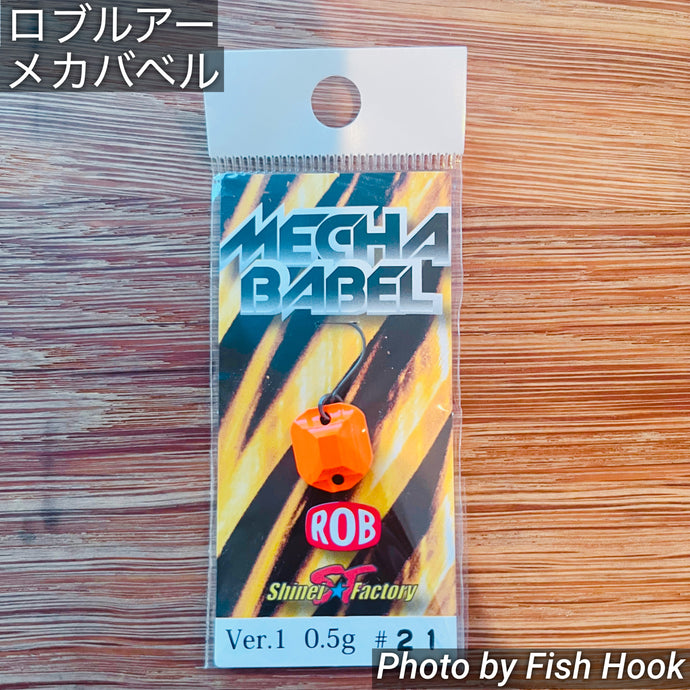 ロブルアー
メカバベル
MECHA
BABEL
ROB
ST
Shiner★Factory
Ver.1 0.5g #21
Photo by Fish Hook